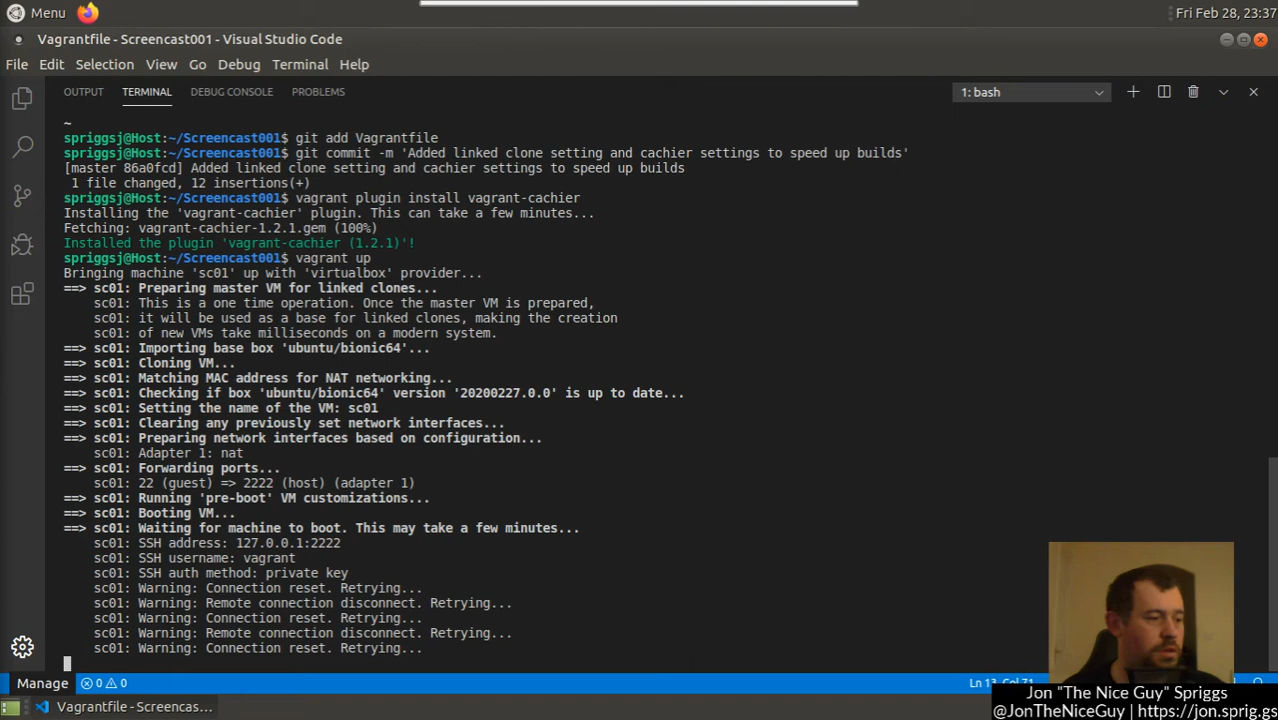 Menu
Fri Feb 28, 23:37
Vagrantfile - Screencast001 - Visual Studio Code
File Edit Selection View Go Debug Terminal Help
OUTPUT TERMINAL DEBUG CONSOLE PROBLEMS 1: bash
~
spriggsj@Host:~/Screencast001$ git add Vagrantfile
spriggsj@Host:~/Screencast001$ git commit -m 'Added linked clone setting and cachier settings to speed up builds'
[master 86a0fcd] Added linked clone setting and cachier settings to speed up builds
1 file changed, 12 insertions(+)
spriggsj@Host:~/Screencast001$ vagrant plugin install vagrant-cachier
Installing the 'vagrant-cachier' plugin. This can take a few minutes...
Fetching: vagrant-cachier-1.2.1.gem (100%)
Installed the plugin 'vagrant-cachier (1.2.1)'!
spriggsj@Host:~/Screencast001$ vagrant up
Bringing machine 'sc01' up with 'virtualbox' provider...
==> sc01: Preparing master VM for linked clones...
sc01: This is a one time operation. Once the master VM is prepared,
sc01: it will be used as a base for linked clones, making the creation
sc01: of new VMs take milliseconds on a modern system.
==> sc01: Importing base box 'ubuntu/bionic64'...
==> sc01: Cloning VM...
==> sc01: Matching MAC address for NAT networking...
==> sc01: Checking if box 'ubuntu/bionic64' version '20200227.0.0' is up to date...
==> sc01: Setting the name of the VM: sc01
==> sc01: Clearing any previously set network interfaces...
==> sc01: Preparing network interfaces based on configuration...
sc01: Adapter 1: nat
==> sc01: Forwarding ports...
sc01: 22 (guest) => 2222 (host) (adapter 1)
==> sc01: Running 'pre-boot' VM customizations...
==> sc01: Booting VM...
==> sc01: Waiting for machine to boot. This may take a few minutes...
sc01: SSH address: 127.0.0.1:2222
sc01: SSH username: vagrant
sc01: SSH auth method: private key
sc01: Warning: Connection reset. Retrying...
sc01: Warning: Remote connection disconnect. Retrying...
sc01: Warning: Connection reset. Retrying...
sc01: Warning: Remote connection disconnect. Retrying...
sc01: Warning: Connection reset. Retrying...
Manage 0 0 Ln 13, Col 71
Jon "The Nice Guy" Spriggs
Vagrantfile - Screencas...
@JonTheNiceGuy | https://jon.sprig.gs